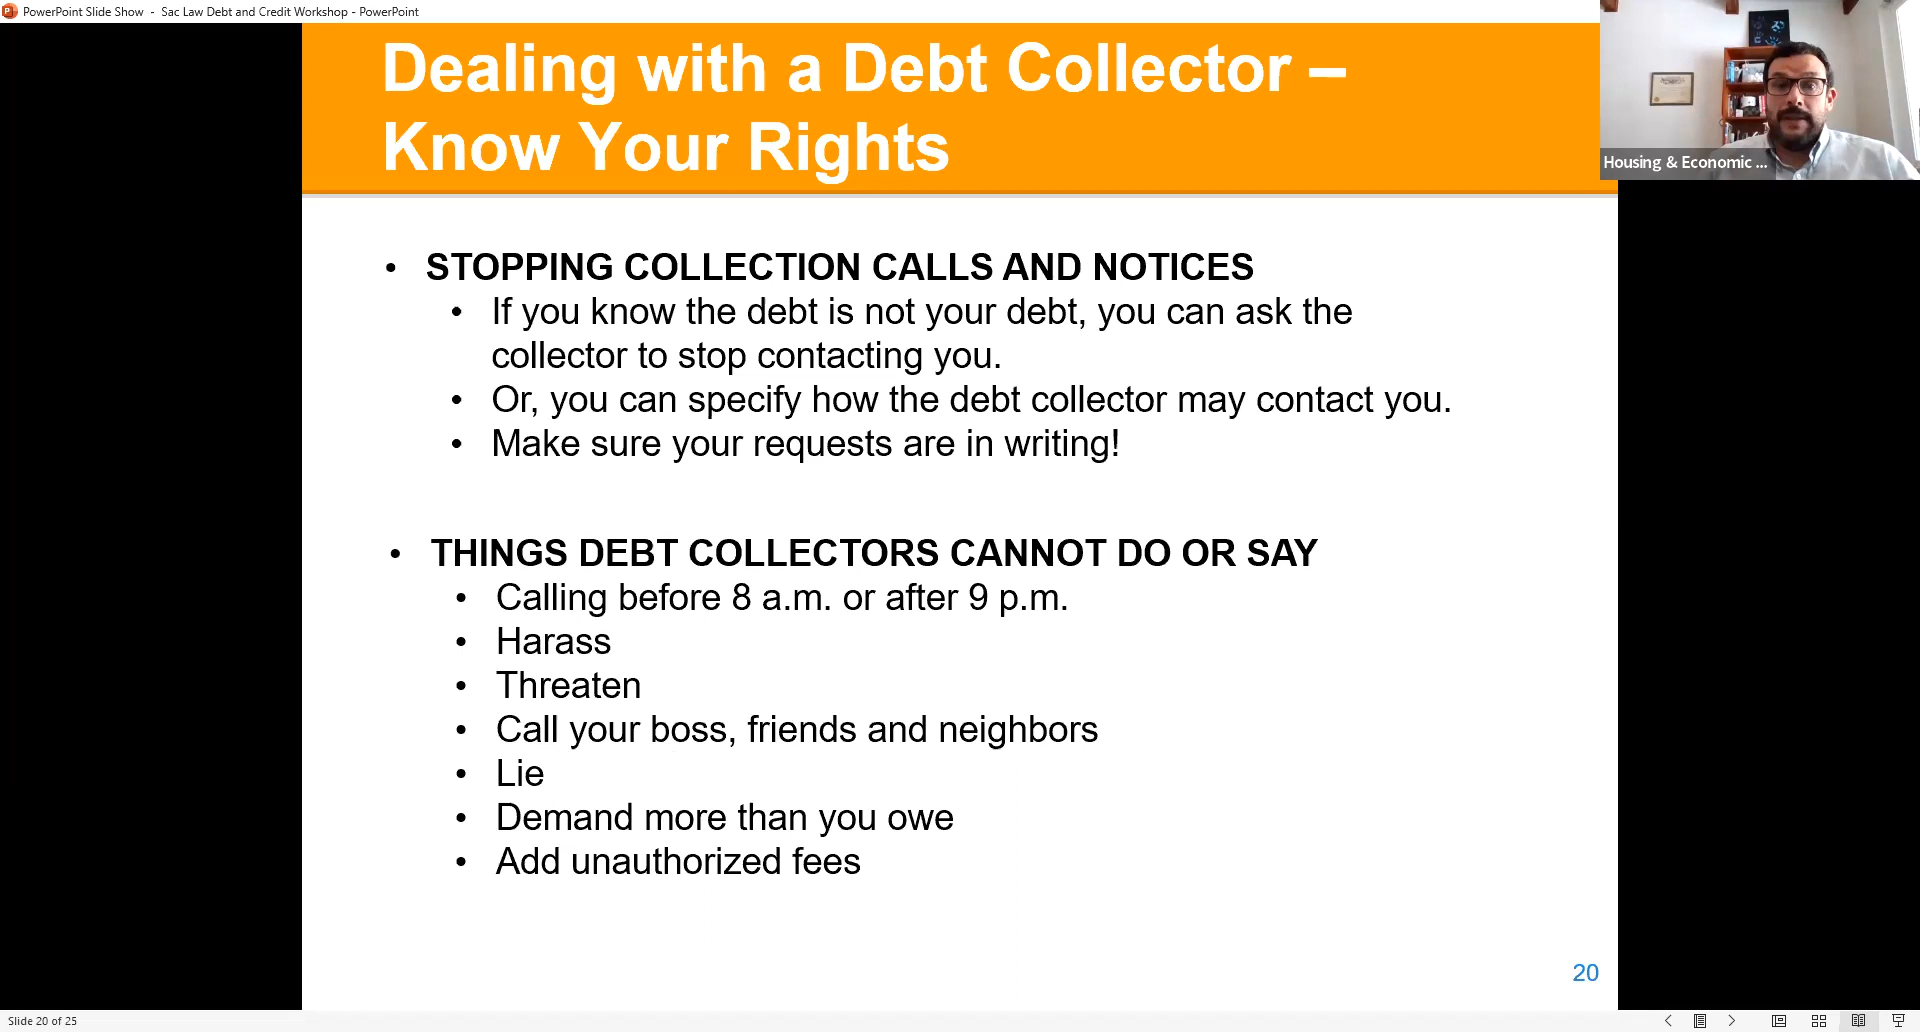 PowerPoint Slide Show - Sac Law Debt and Credit Workshop - PowerPoint
Dealing with a Debt Collector –
Know Your Rights
Housing & Economic ...
• STOPPING COLLECTION CALLS AND NOTICES
• If you know the debt is not your debt, you can ask the
collector to stop contacting you.
• Or, you can specify how the debt collector may contact you.
• Make sure your requests are in writing!
• THINGS DEBT COLLECTORS CANNOT DO OR SAY
• Calling before 8 a.m. or after 9 p.m.
• Harass
• Threaten
• Call your boss, friends and neighbors
• Lie
• Demand more than you owe
• Add unauthorized fees
20
Slide 20 of 25